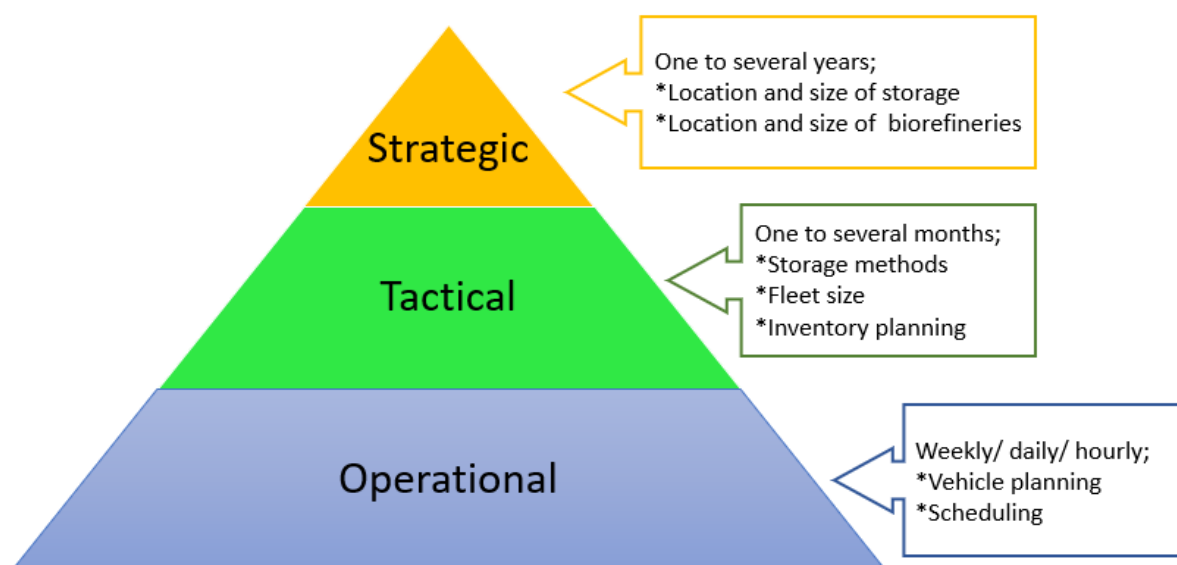 One to several years;
*Location and size of storage
*Location and size of biorefineries
Strategic
One to several months;
*Storage methods
*Fleet size
*Inventory planning
Tactical
Weekly/ daily/ hourly;
*Vehicle planning
*Scheduling
Operational